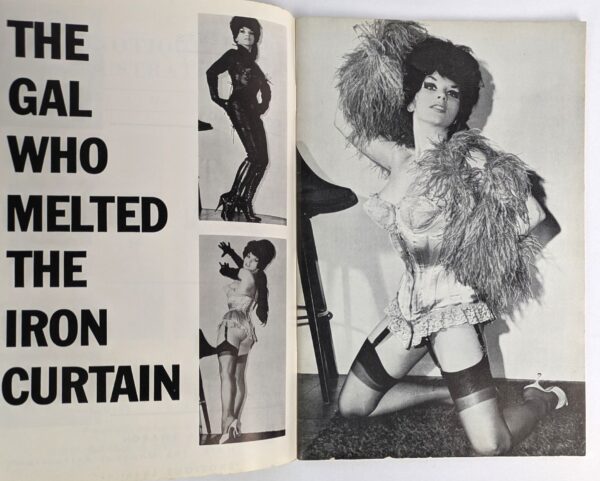 THE
GAL
WHO
MELTED
THE
IRON
CURTAIN